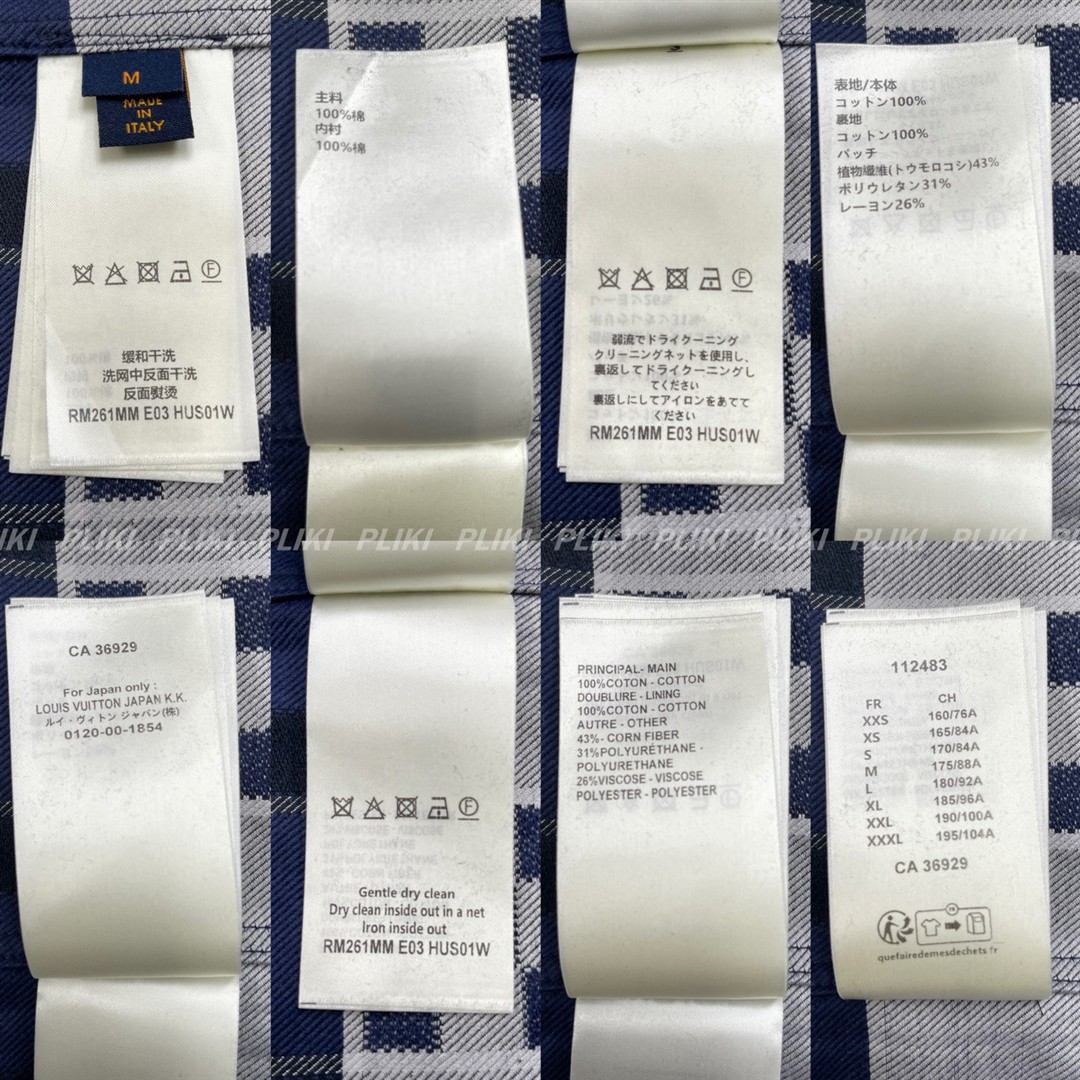 M
MADE
IN
ITALY
缓和干洗
洗网中反面干洗
反面熨烫
RM261MM E03 HUS01W
主料
100%棉
内衬
100%棉
弱流でドライクーニング
クリーニングネットを使用し、
裏返してドライクーニングし
てください
裏返しにしてアイロンをあてて
ください
RM261MM E03 HUS01W
表地/本体
コットン100%
裏地
コットン100%
パッチ
植物繊維(トウモロコシ)43%
ポリウレタン31%
レーヨン26%
PLIKI PLIKI PLIKI PLIKI PLIKI PLIKI PLIKI PLIKI PLIKI PLIKI PLIKI
CA 36929
For Japan only :
LOUIS VUITTON JAPAN K.K.
ルイ・ヴィトン ジャパン(株)
0120-00-1854
Gentle dry clean
Dry clean inside out in a net
Iron inside out
RM261MM E03 HUS01W
PRINCIPAL- MAIN
100%COTON - COTTON
DOUBLURE - LINING
100%COTON - COTTON
AUTRE - OTHER
43%- CORN FIBER
31%POLYURÉTHANE -
POLYURETHANE
26%VISCOSE - VISCOSE
POLYESTER - POLYESTER
112483
FR CH
XXS 160/76A
XS 165/84A
S 170/84A
M 175/88A
L 180/92A
XL 185/96A
XXL 190/100A
XXXL 195/104A
CA 36929
FR
quefairedemesdechets.fr